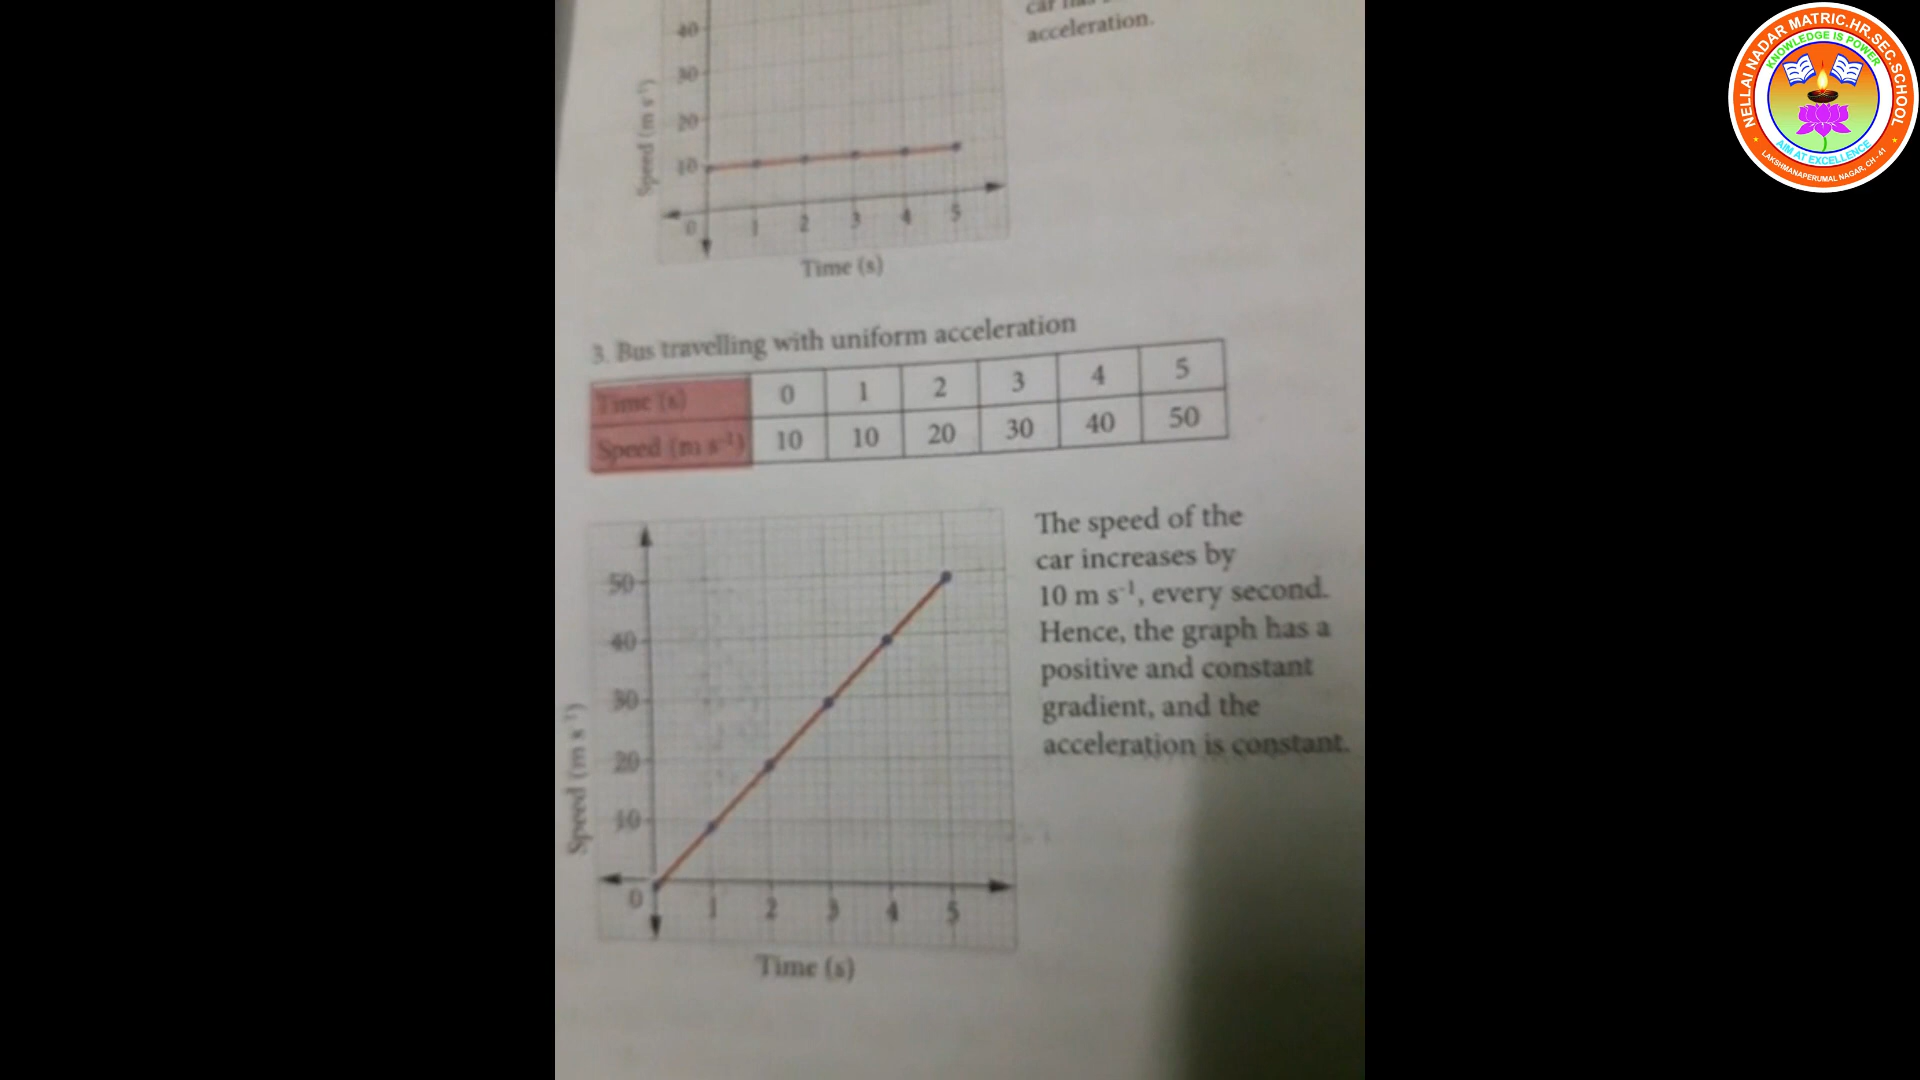 40
acceleration.
30
20
10
Speed (m s⁻¹)
0 1 2 3 4 5
Time (s)
3. Bus travelling with uniform acceleration
Time (s) 0 1 2 3 4 5
Speed (m s⁻¹) 10 10 20 30 40 50
The speed of the
car increases by
10 m s⁻¹, every second.
Hence, the graph has a
positive and constant
gradient, and the
acceleration is constant.
50
40
30
20
10
Speed (m s⁻¹)
0 1 2 3 4 5
Time (s)
NELLAI NADAR MATRIC.HR.SEC.SCHOOL
KNOWLEDGE IS POWER
AIM AT EXCELLENCE
LAKSHMANAPERUMAL NAGAR, CH - 41